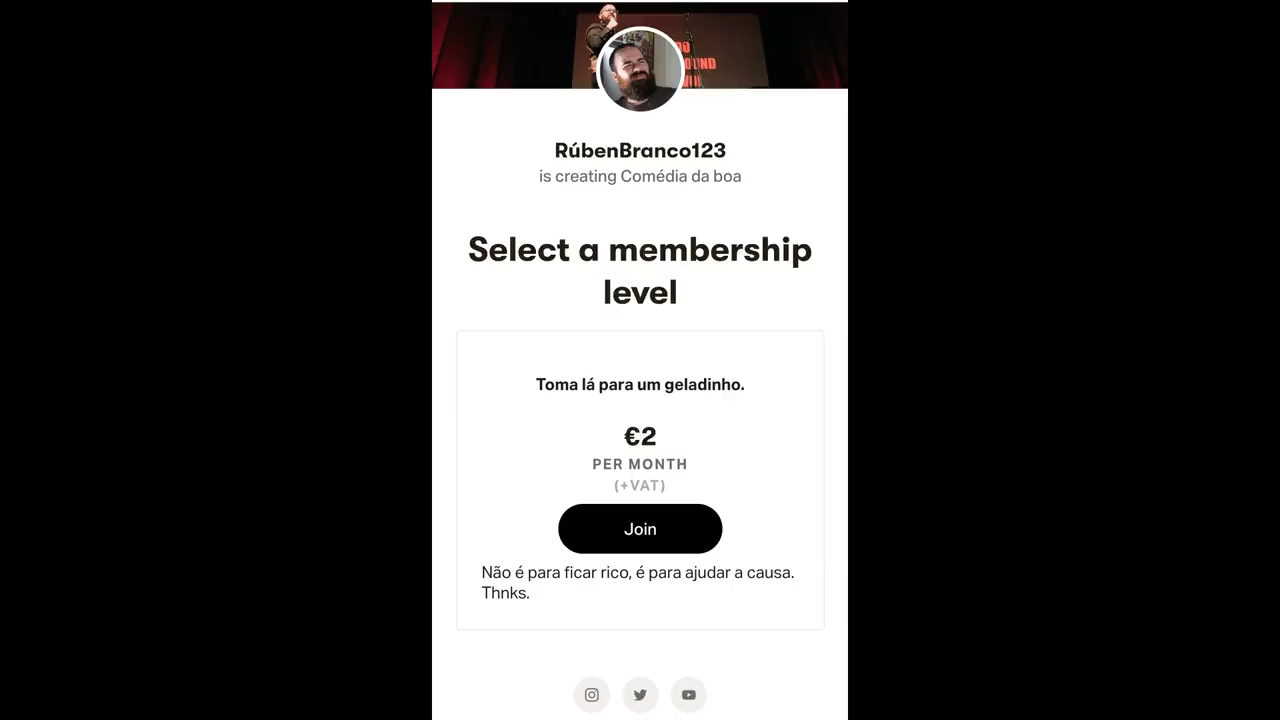 RúbenBranco123
is creating Comédia da boa
Select a membership
level
Toma lá para um geladinho.
€2
PER MONTH
(+VAT)
Join
Não é para ficar rico, é para ajudar a causa.
Thnks.